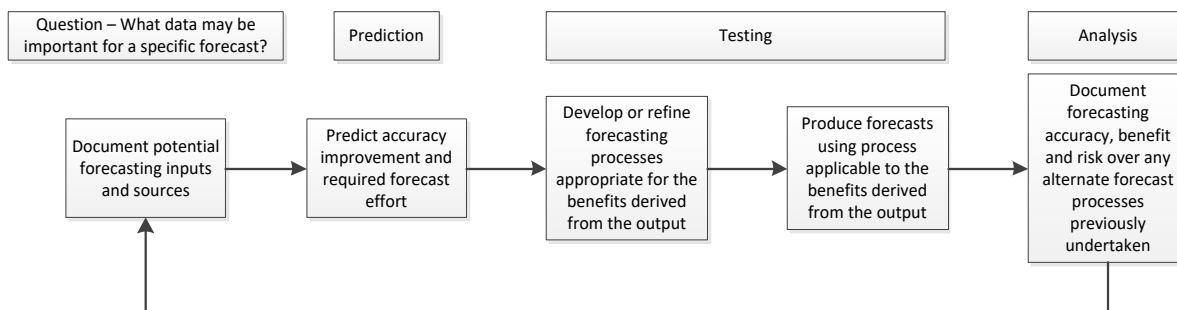 Question – What data may be
important for a specific forecast?
Prediction
Testing
Analysis
Document potential
forecasting inputs
and sources
Predict accuracy
improvement and
required forecast
effort
Develop or refine
forecasting
processes
appropriate for the
benefits derived
from the output
Produce forecasts
using process
applicable to the
benefits derived
from the output
Document
forecasting
accuracy, benefit
and risk over any
alternate forecast
processes
previously
undertaken